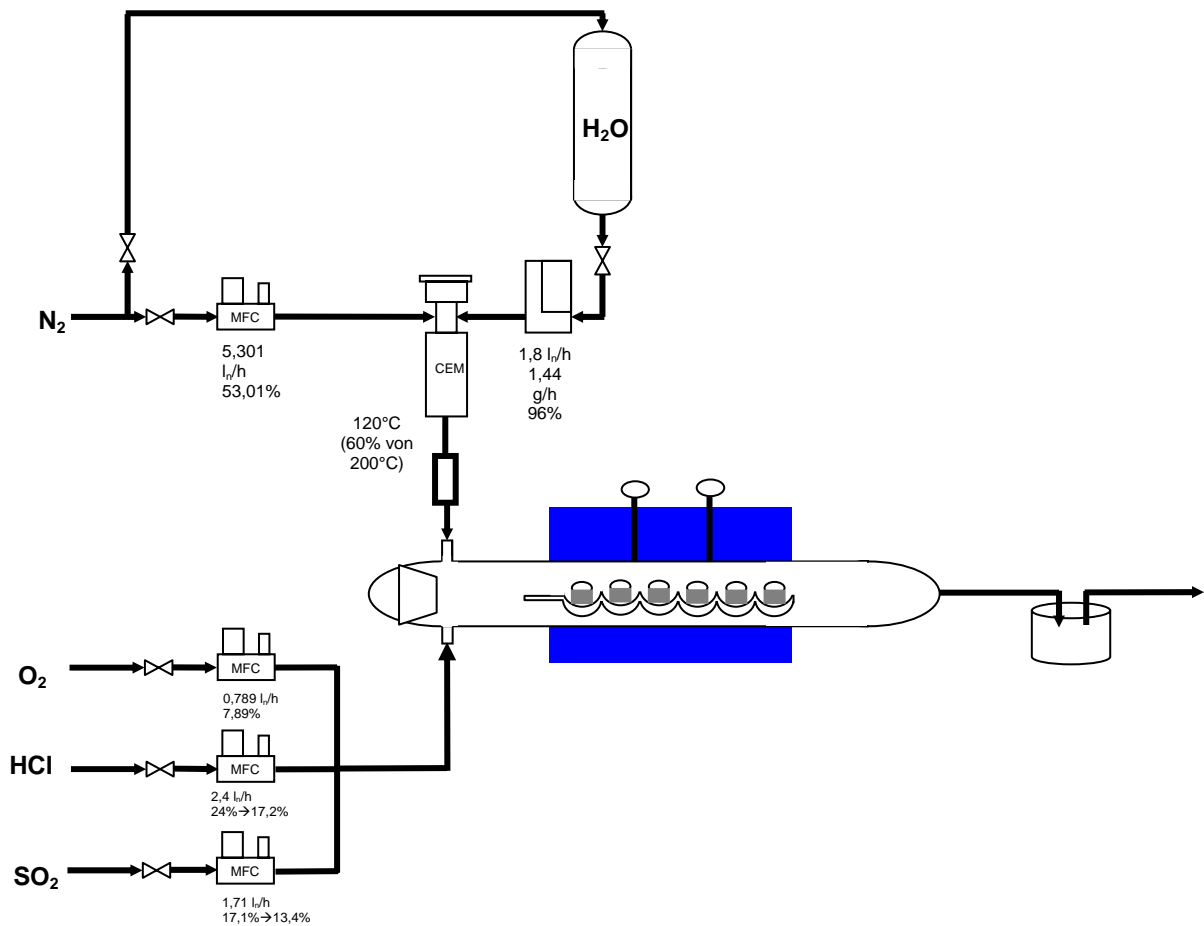 H₂O
N₂
MFC
5,301
lₙ/h
53,01%
CEM
1,8 lₙ/h
1,44
g/h
96%
120°C
(60% von
200°C)
O₂
MFC
0,789 lₙ/h
7,89%
HCl
MFC
2,4 lₙ/h
24%→17,2%
SO₂
MFC
1,71 lₙ/h
17,1%→13,4%